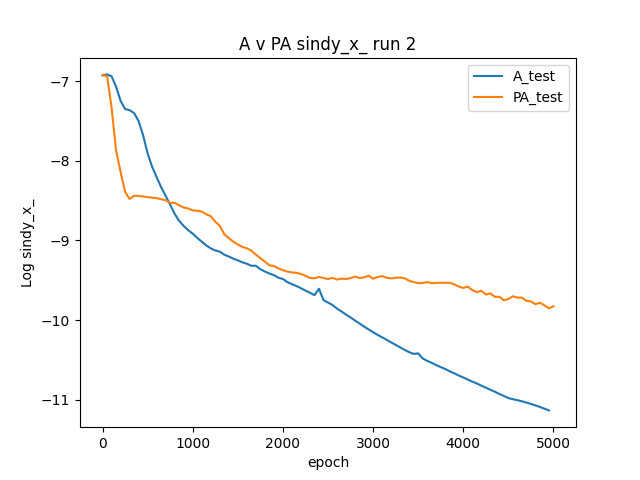 A v PA sindy_x_ run 2
A_test
PA_test
−7
−8
−9
−10
−11
Log sindy_x_
0 1000 2000 3000 4000 5000
epoch